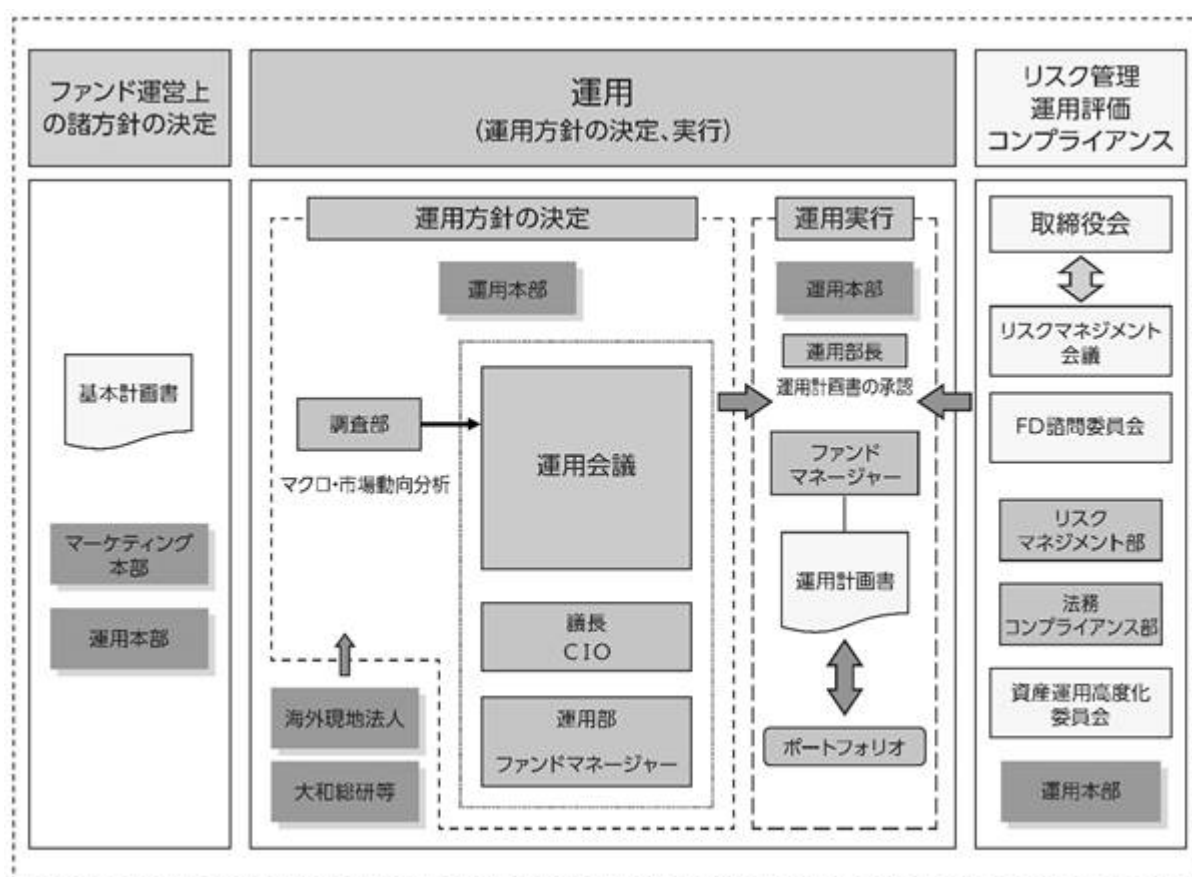 ファンド運営上
の諸方針の決定
基本計画書
マーケティング
本部
運用本部
運用
(運用方針の決定、実行)
運用方針の決定
運用本部
調査部
マクロ・市場動向分析
運用会議
議長
CIO
運用部
ファンドマネージャー
海外現地法人
大和総研等
運用実行
運用本部
運用部長
運用計画書の承認
ファンド
マネージャー
運用計画書
ポートフォリオ
リスク管理
運用評価
コンプライアンス
取締役会
リスクマネジメント
会議
FD諮問委員会
リスク
マネジメント部
法務
コンプライアンス部
資産運用高度化
委員会
運用本部